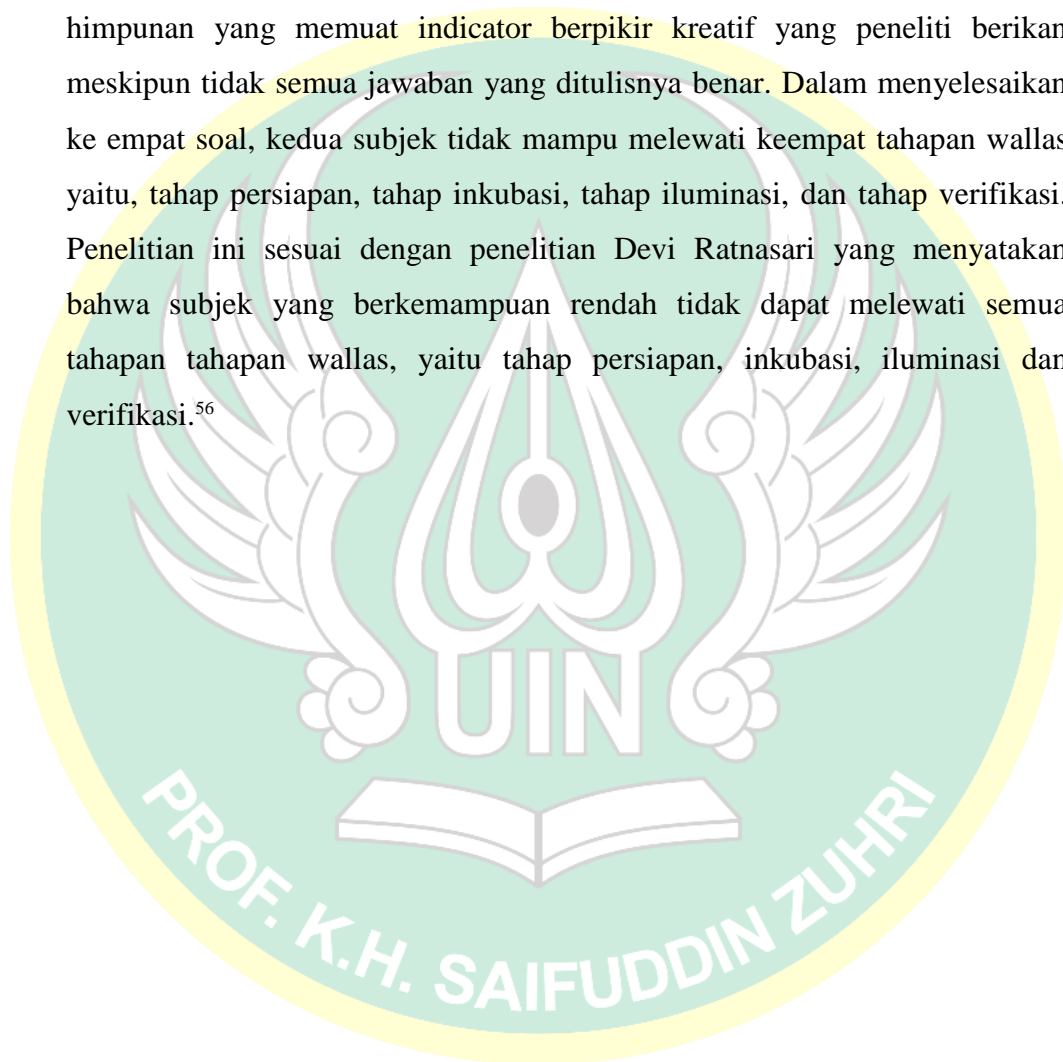 himpunan yang memuat indicator berpikir kreatif yang peneliti berikan
meskipun tidak semua jawaban yang ditulisnya benar. Dalam menyelesaikan
ke empat soal, kedua subjek tidak mampu melewati keempat tahapan wallas
yaitu, tahap persiapan, tahap inkubasi, tahap iluminasi, dan tahap verifikasi.
Penelitian ini sesuai dengan penelitian Devi Ratnasari yang menyatakan
bahwa subjek yang berkemampuan rendah tidak dapat melewati semua
tahapan tahapan wallas, yaitu tahap persiapan, inkubasi, iluminasi dan
verifikasi.56
UIN
PROF. K.H. SAIFUDDIN ZUHRI